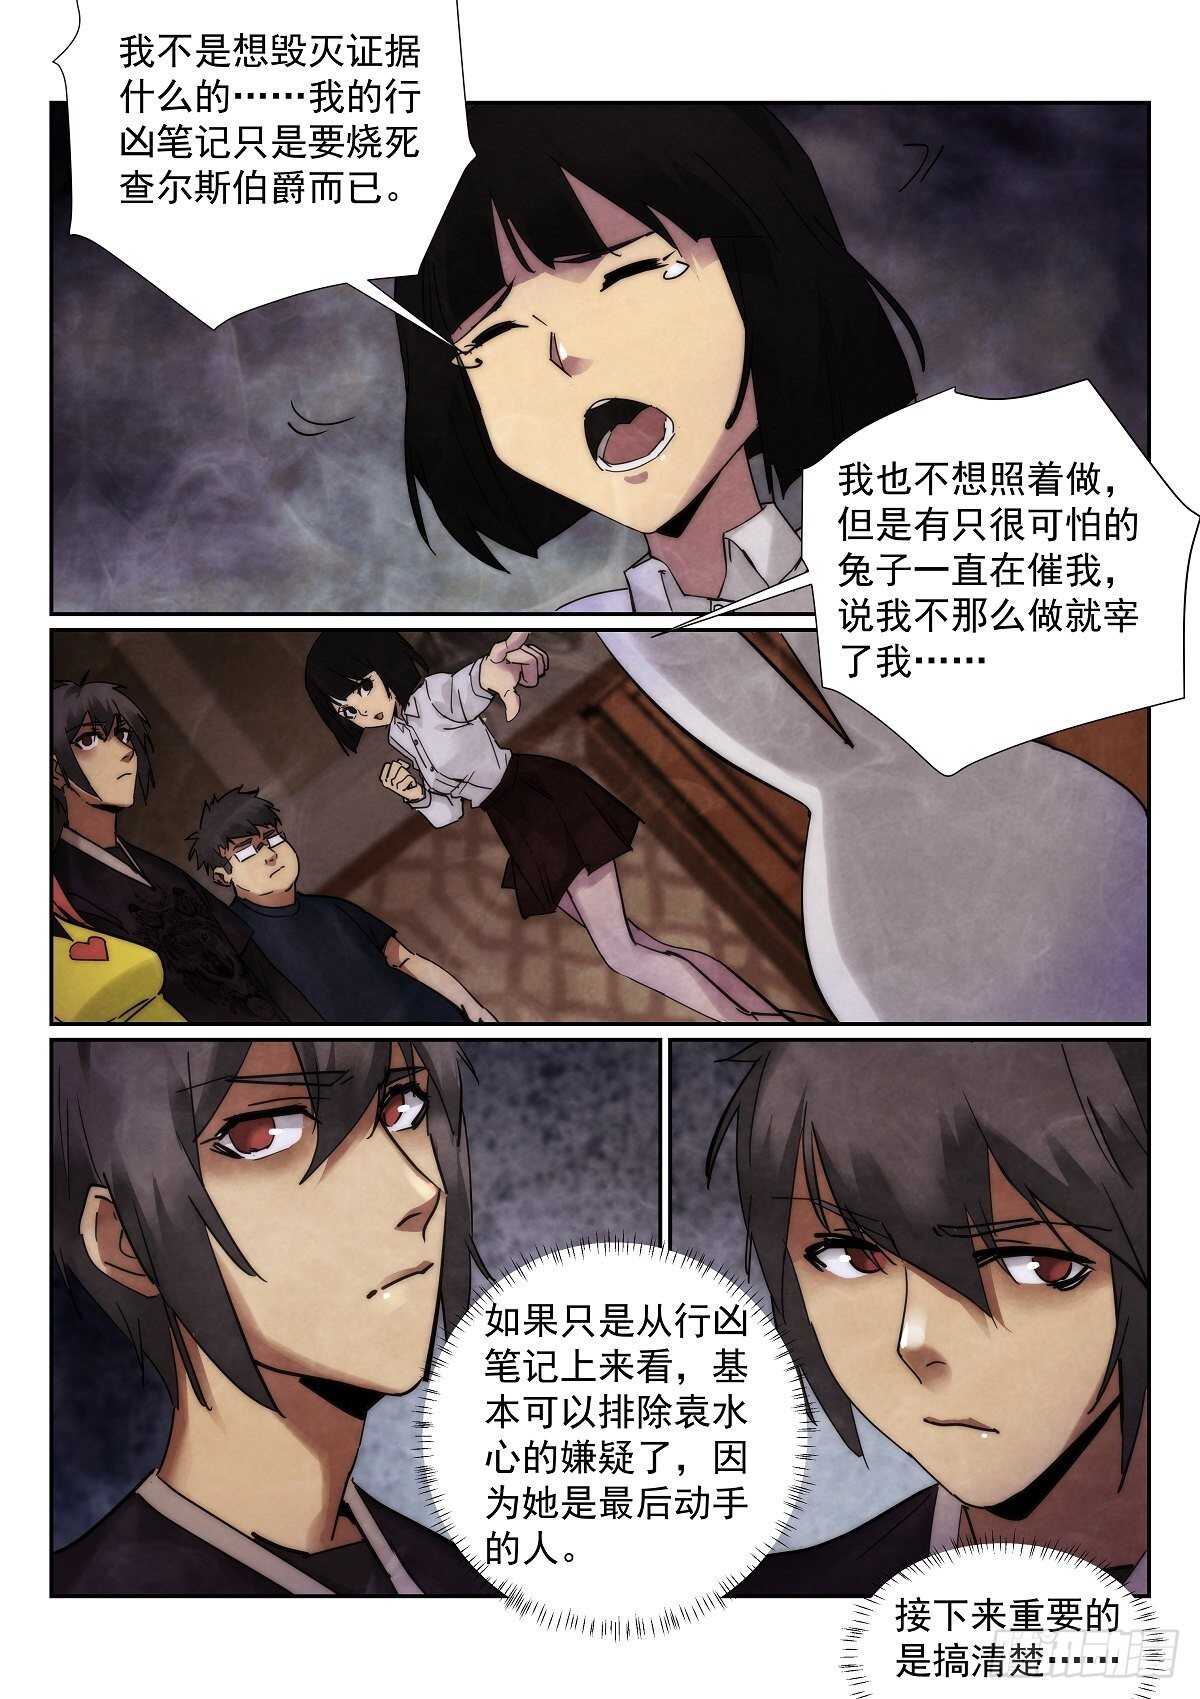 我不是想毁灭证据
什么的……我的行
凶笔记只是要烧死
查尔斯伯爵而已。
我也不想照着做，
但是有只很可怕的
兔子一直在催我，
说我不那么做就宰
了我……
如果只是从行凶
笔记上来看，基
本可以排除袁水
心的嫌疑了，因
为她是最后动手
的人。
接下来重要的
是搞清楚……